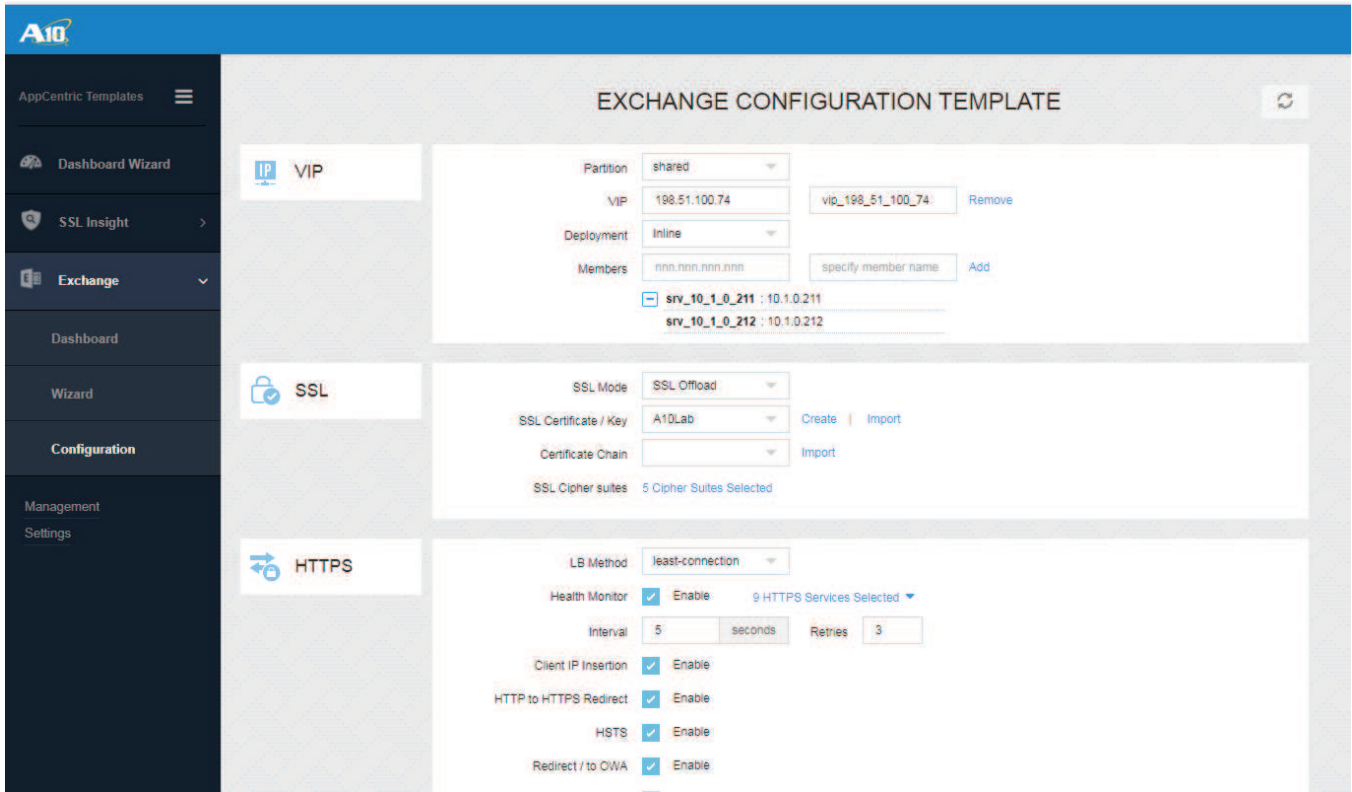 A10
AppCentric Templates
Dashboard Wizard
SSL Insight
Exchange
Dashboard
Wizard
Configuration
Management
Settings
EXCHANGE CONFIGURATION TEMPLATE
IP
VIP
Partition shared
VIP 198.51.100.74 vip_198_51_100_74 Remove
Deployment Inline
Members nnn.nnn.nnn.nnn specify member name Add
srv_10_1_0_211 : 10.1.0.211
srv_10_1_0_212 : 10.1.0.212
SSL
SSL Mode SSL Offload
SSL Certificate / Key A10Lab Create | Import
Certificate Chain Import
SSL Cipher suites 5 Cipher Suites Selected
HTTPS
LB Method least-connection
Health Monitor Enable 9 HTTPS Services Selected
Interval 5 seconds Retries 3
Client IP Insertion Enable
HTTP to HTTPS Redirect Enable
HSTS Enable
Redirect / to OWA Enable